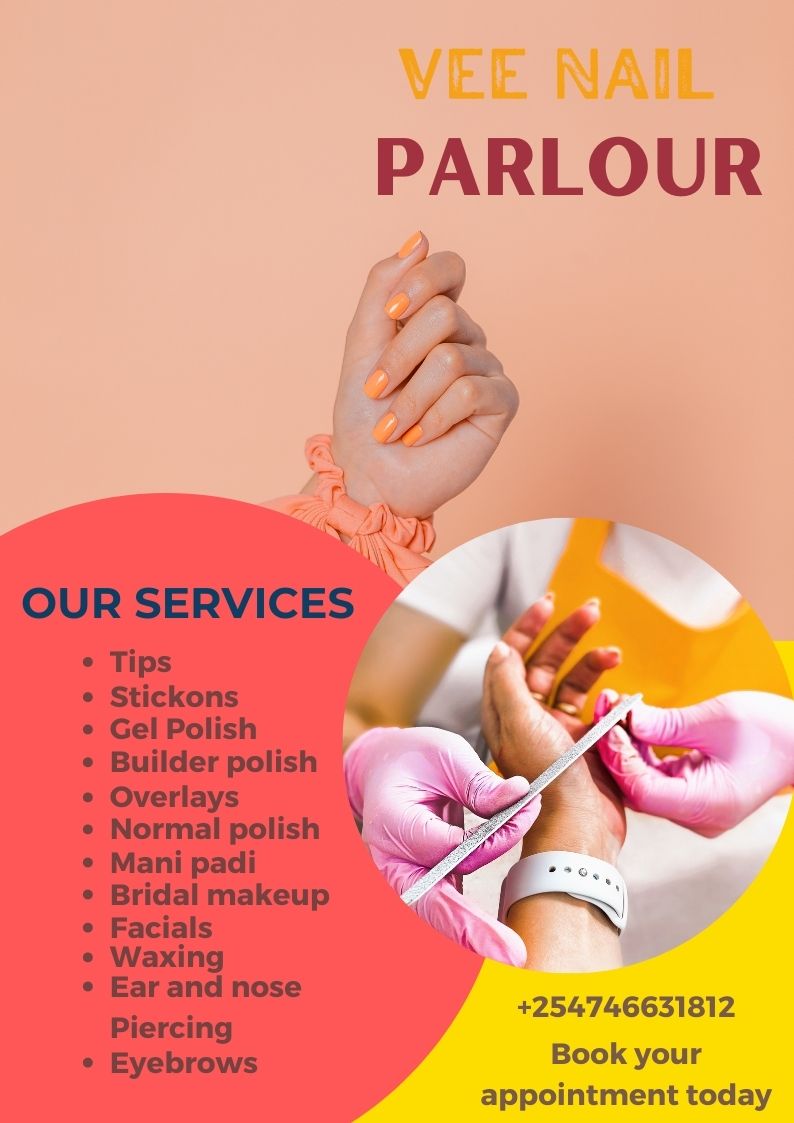 VEE NAIL
PARLOUR
OUR SERVICES
• Tips
• Stickons
• Gel Polish
• Builder polish
• Overlays
• Normal polish
• Mani padi
• Bridal makeup
• Facials
• Waxing
• Ear and nose
Piercing
• Eyebrows
+254746631812
Book your
appointment today